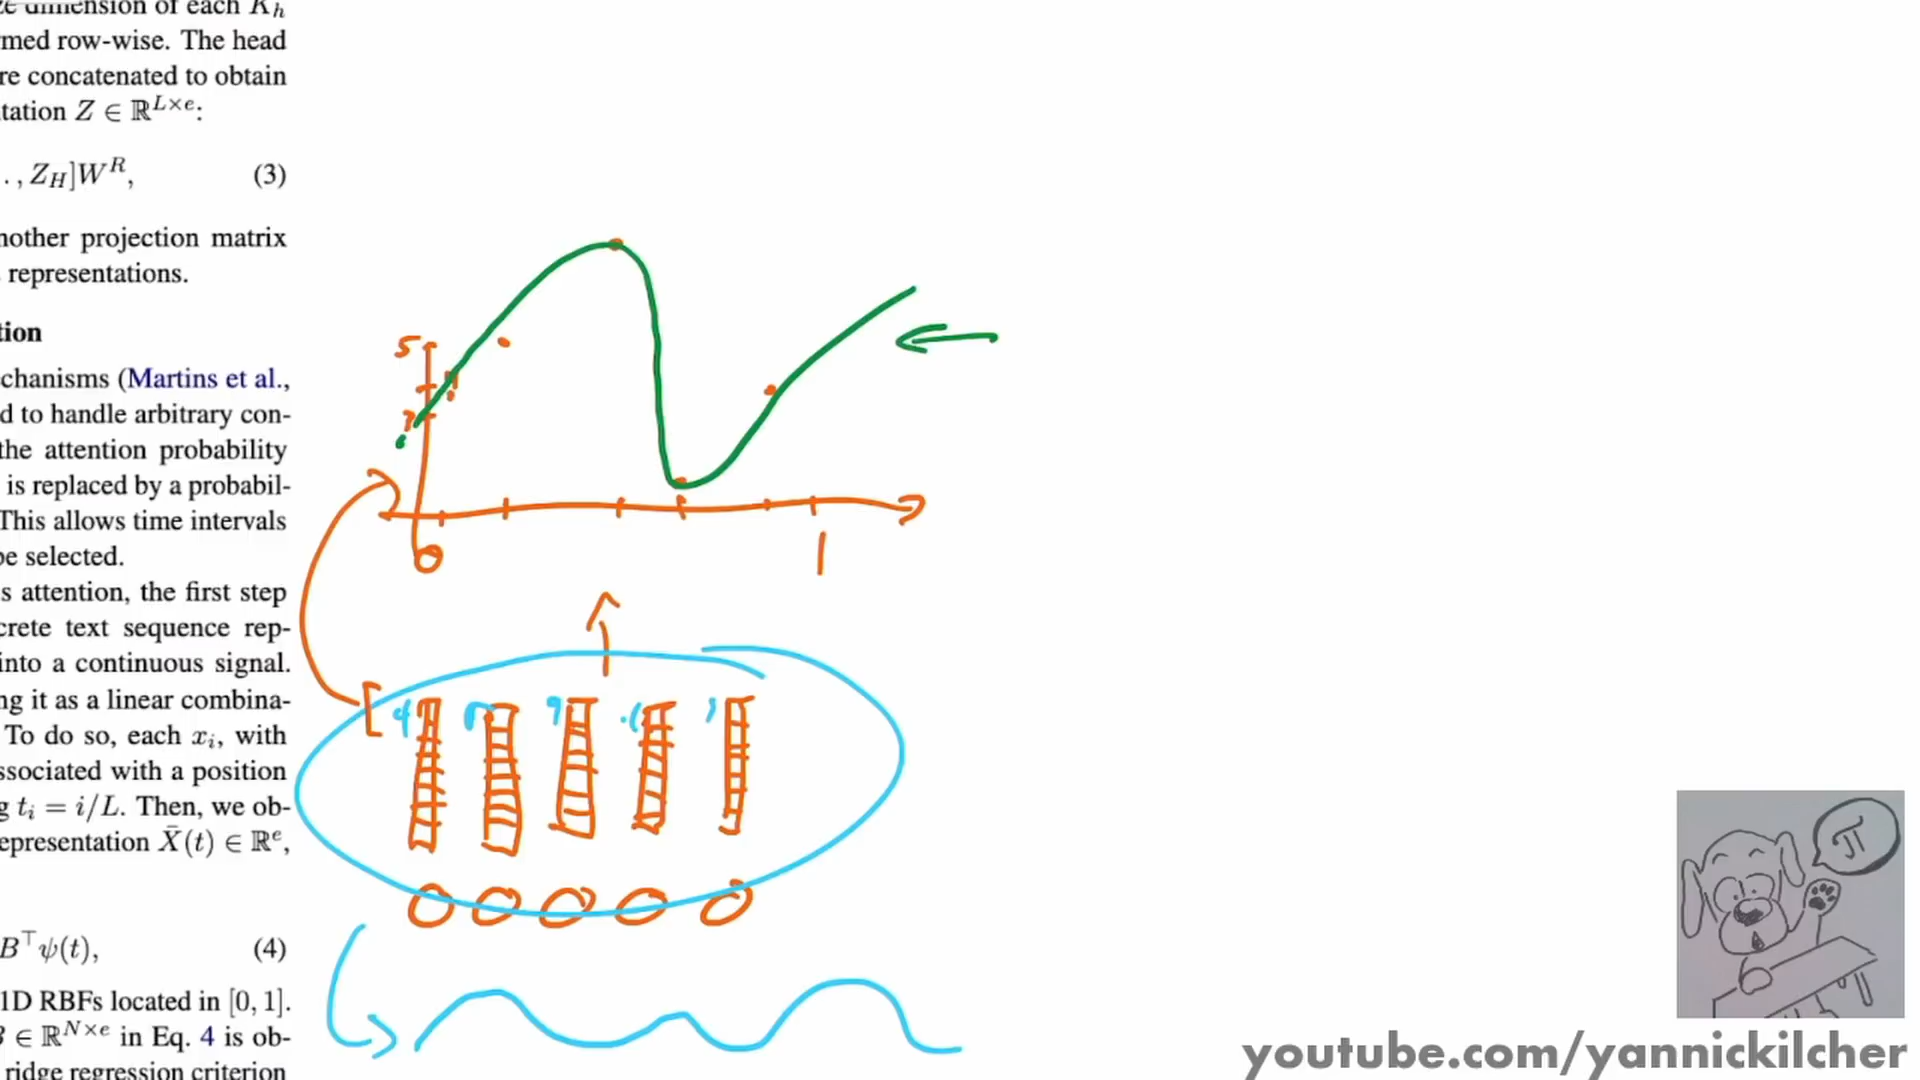 ze dimension of each K_h
rmed row-wise. The head
re concatenated to obtain
tation Z ∈ ℝ^{L×e}:
. , Z_H]W^R, (3)
nother projection matrix
representations.
tion
chanisms (Martins et al.,
d to handle arbitrary con-
the attention probability
is replaced by a probabil-
This allows time intervals
be selected.
s attention, the first step
crete text sequence rep-
into a continuous signal.
ng it as a linear combina-
To do so, each x_i, with
ssociated with a position
g t_i = i/L. Then, we ob-
epresentation X̄(t) ∈ ℝ^e,
B^⊤ψ(t), (4)
1D RBFs located in [0, 1].
B ∈ ℝ^{N×e} in Eq. 4 is ob-
ridge regression criterion
5
0
1
[
9
π
youtube.com/yannickilcher